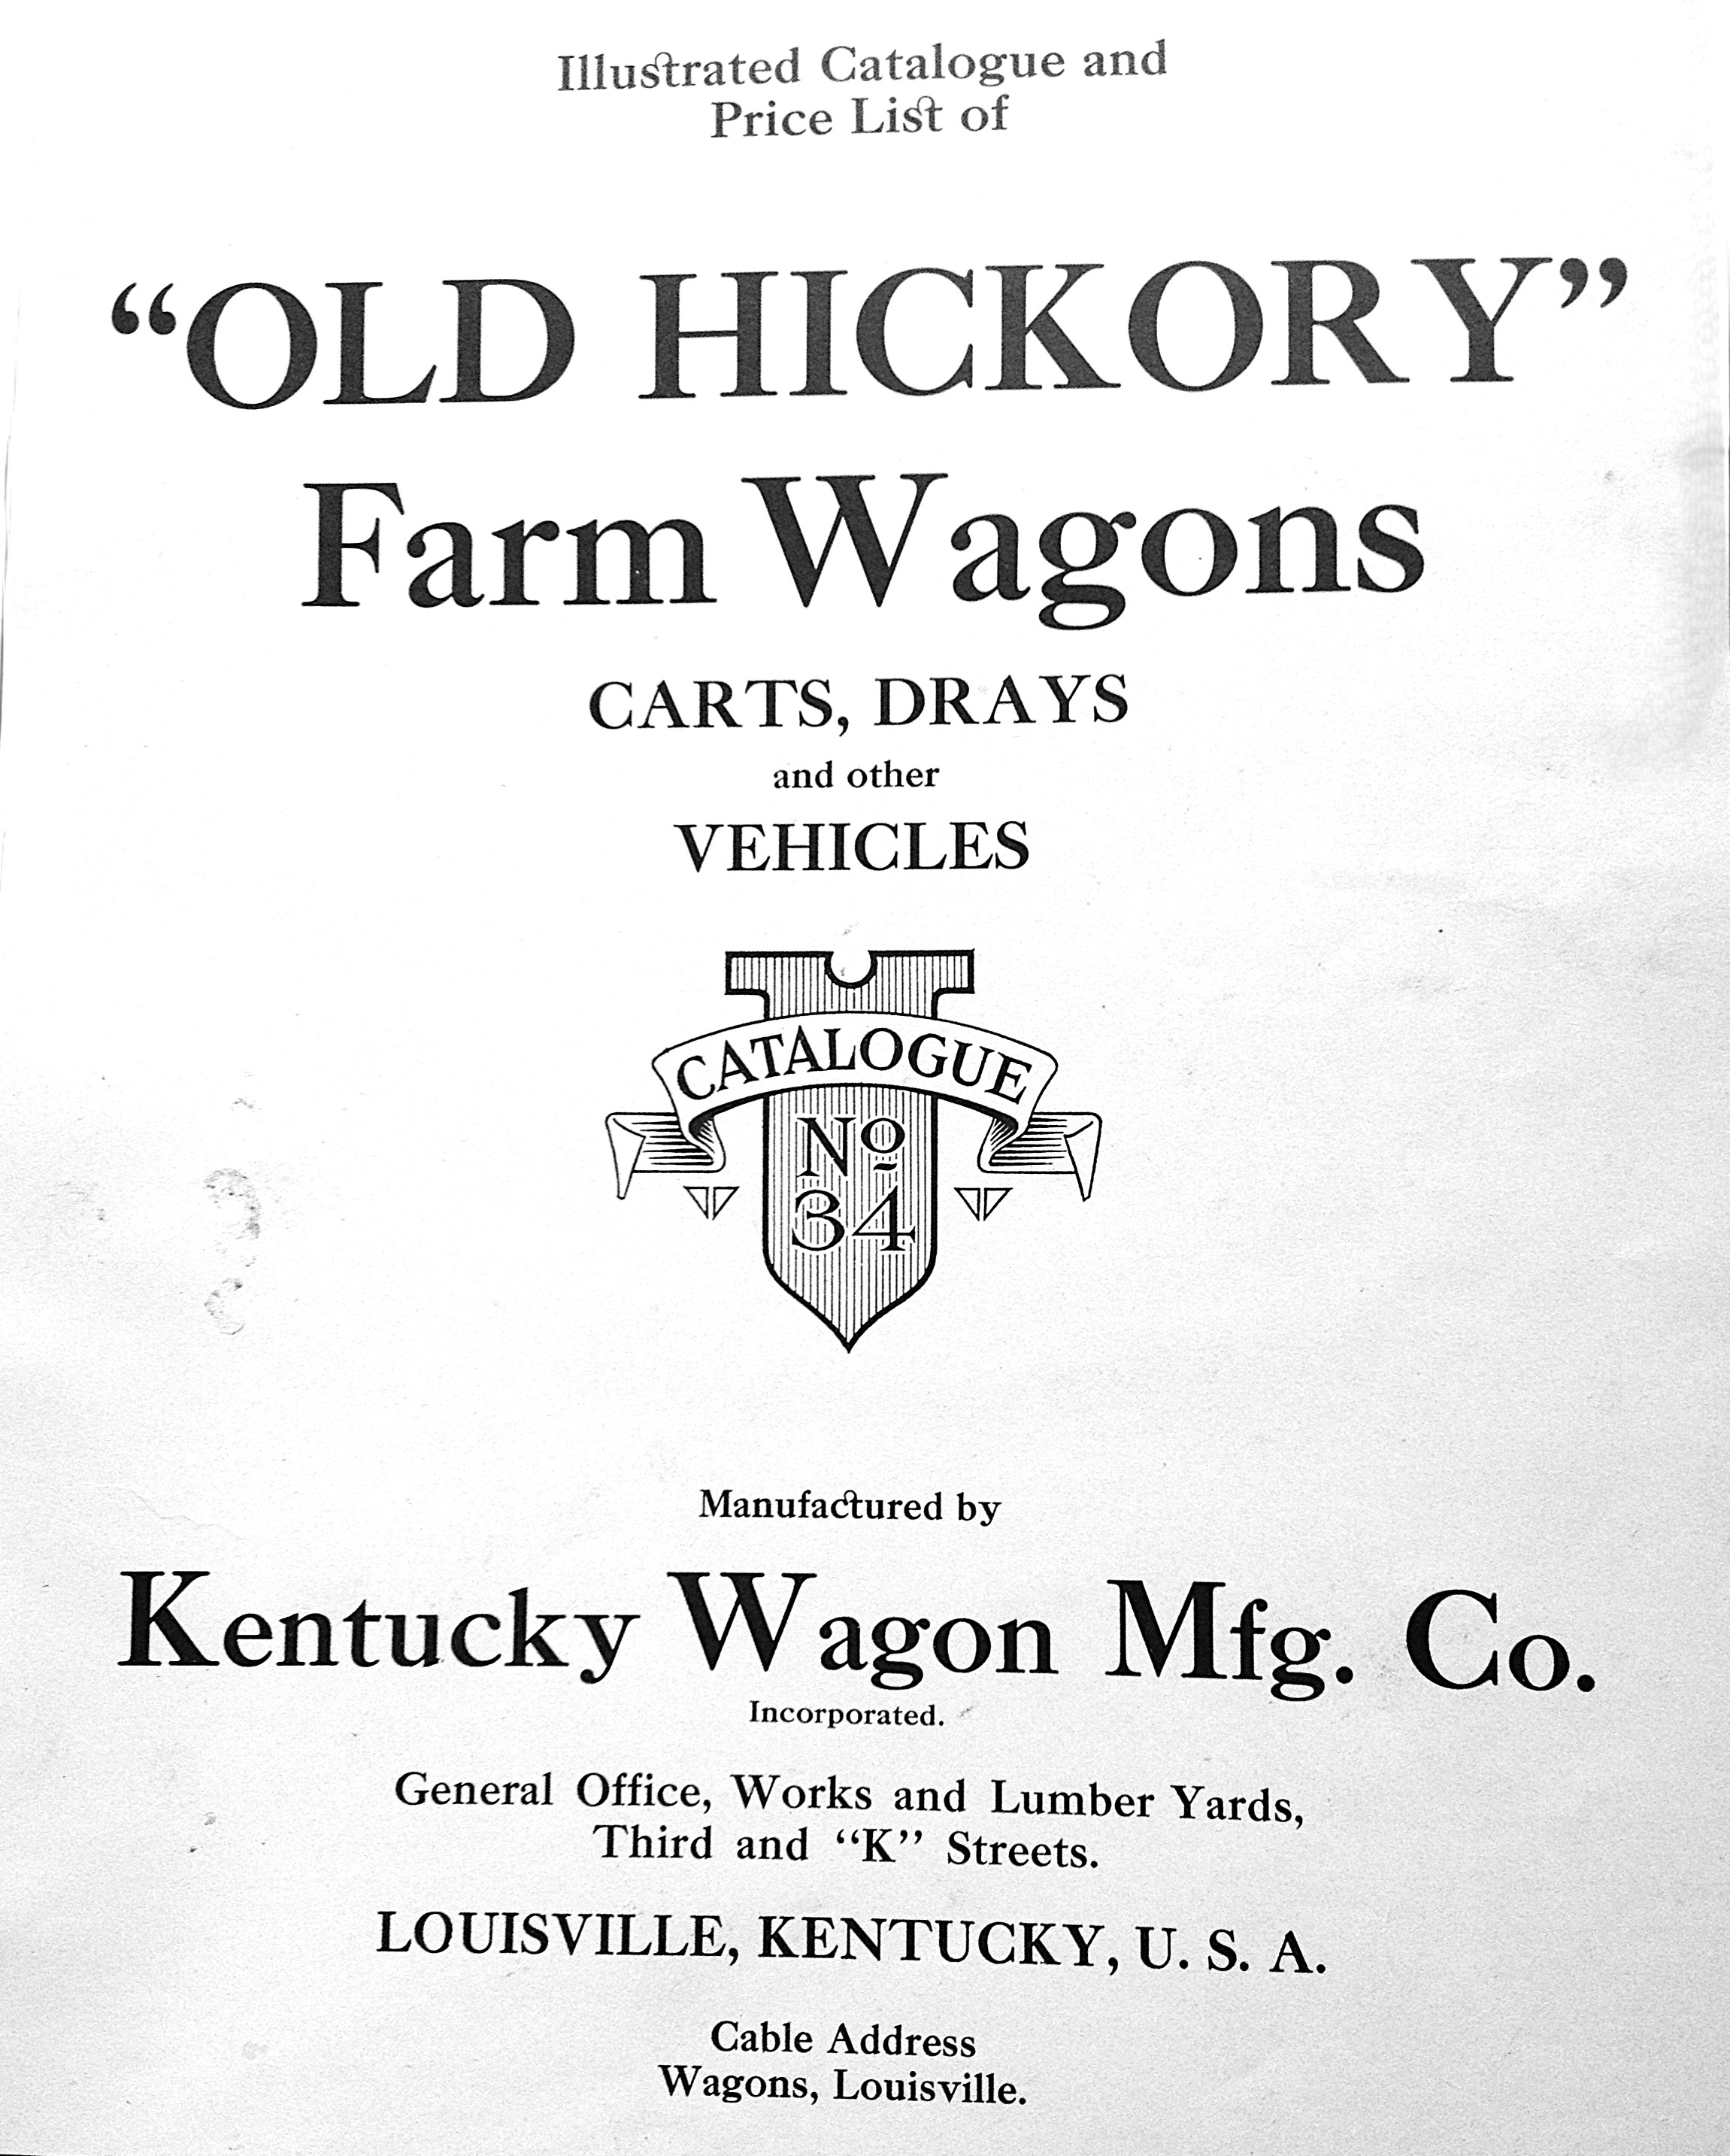 Illustrated Catalogue and
Price List of
“OLD HICKORY”
Farm Wagons
CARTS, DRAYS
and other
VEHICLES
CATALOGUE
Nº
34
Manufactured by
Kentucky Wagon Mfg. Co.
Incorporated.
General Office, Works and Lumber Yards,
Third and “K” Streets.
LOUISVILLE, KENTUCKY, U. S. A.
Cable Address
Wagons, Louisville.